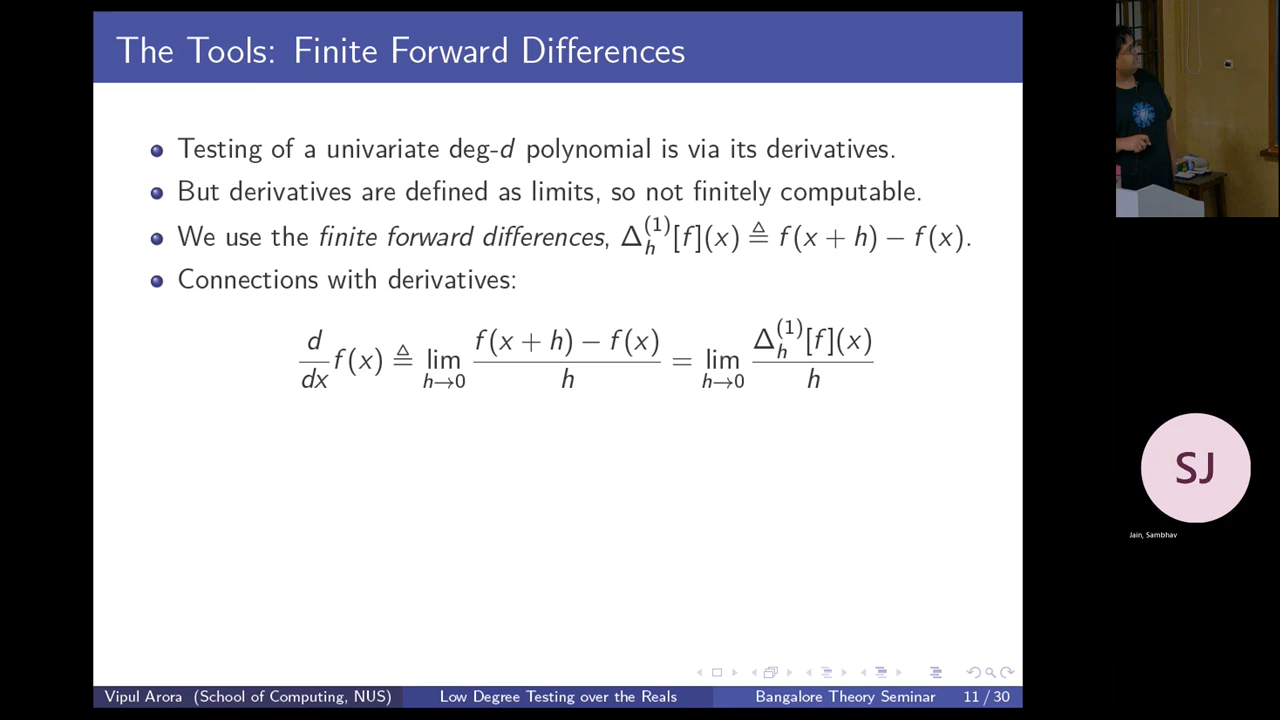 The Tools: Finite Forward Differences
Testing of a univariate deg-d polynomial is via its derivatives.
But derivatives are defined as limits, so not finitely computable.
We use the finite forward differences, Δ_h^{(1)}[f](x) ≜ f(x + h) − f(x).
Connections with derivatives:
d/dx f(x) ≜ lim_{h→0} (f(x + h) − f(x))/h = lim_{h→0} Δ_h^{(1)}[f](x)/h
SJ
Jain, Sambhav
Vipul Arora (School of Computing, NUS) Low Degree Testing over the Reals Bangalore Theory Seminar 11 / 30